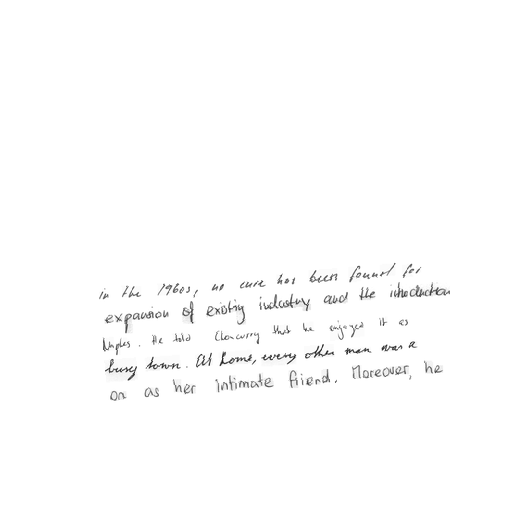 in the 1960s, no cure has been found for
expansion of existing industry and the introduction
Naples. He told that he enjoyed it as
busy town. At home, every other man was a
on as her intimate friend. Moreover, he